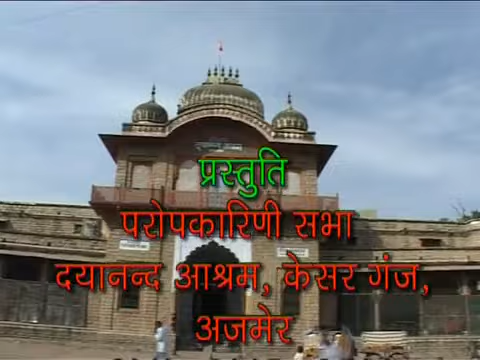 प्रस्तुति
परोपकारिणी सभा
दयानन्द आश्रम, केसर गंज,
अजमेर